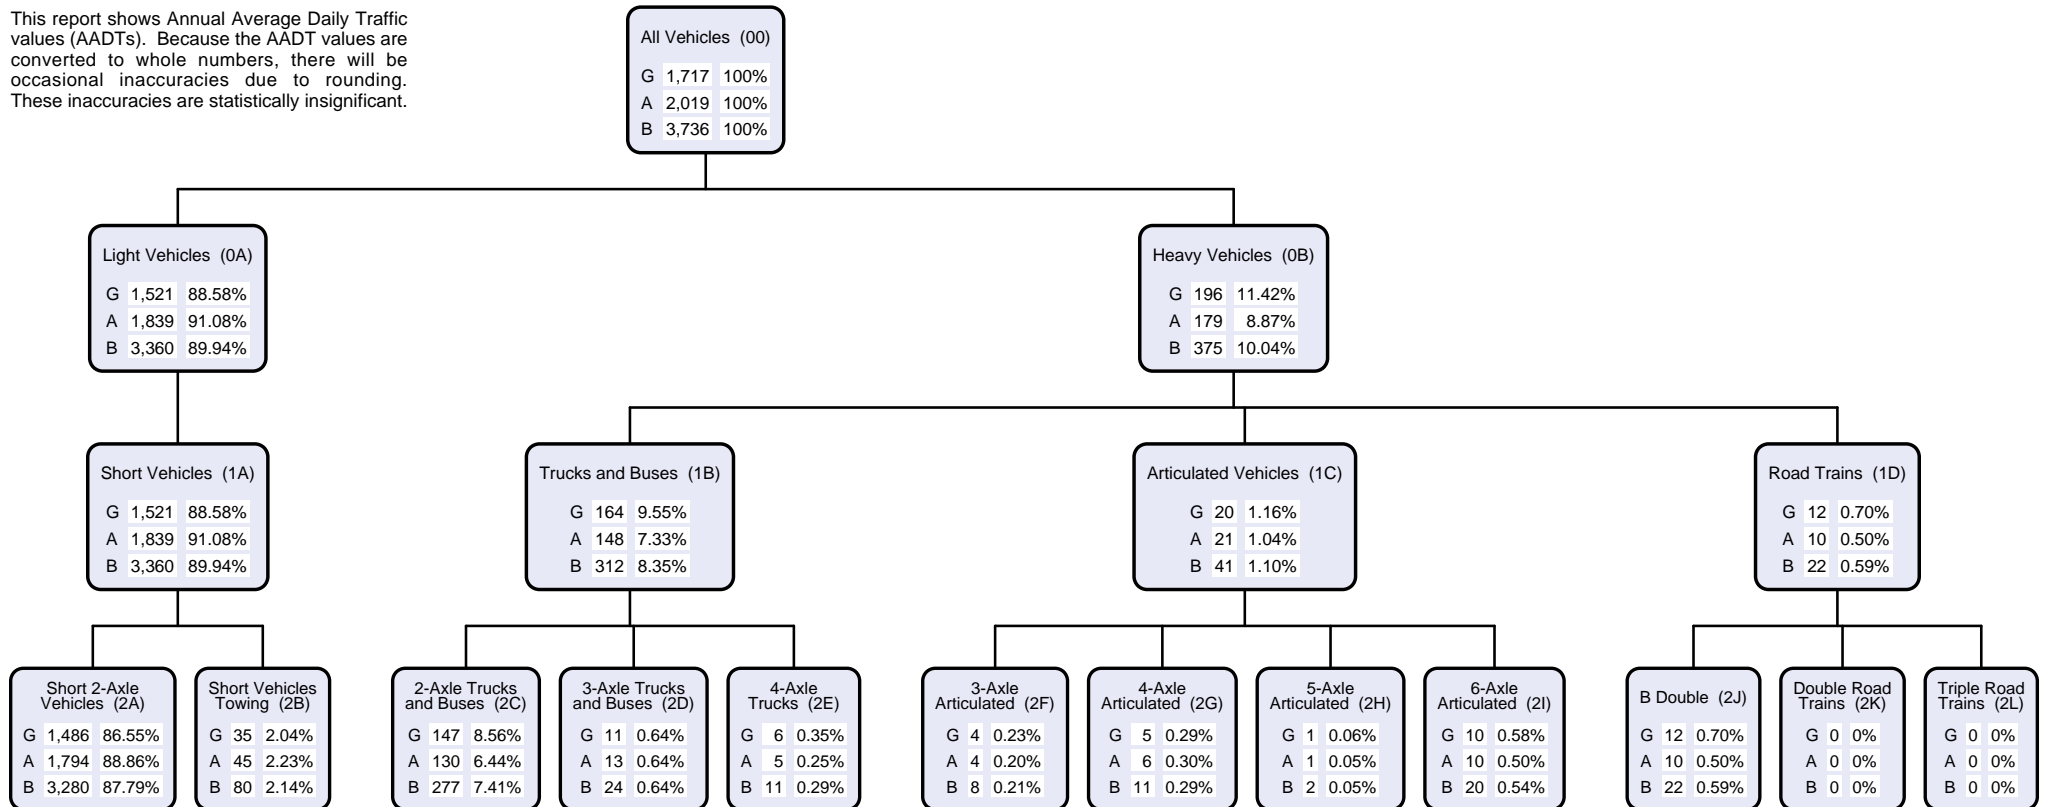 This report shows Annual Average Daily Traffic
values (AADTs). Because the AADT values are
converted to whole numbers, there will be
occasional inaccuracies due to rounding.
These inaccuracies are statistically insignificant.
All Vehicles (00)
G 1,717 100%
A 2,019 100%
B 3,736 100%
Light Vehicles (0A)
G 1,521 88.58%
A 1,839 91.08%
B 3,360 89.94%
Heavy Vehicles (0B)
G 196 11.42%
A 179 8.87%
B 375 10.04%
Short Vehicles (1A)
G 1,521 88.58%
A 1,839 91.08%
B 3,360 89.94%
Trucks and Buses (1B)
G 164 9.55%
A 148 7.33%
B 312 8.35%
Articulated Vehicles (1C)
G 20 1.16%
A 21 1.04%
B 41 1.10%
Road Trains (1D)
G 12 0.70%
A 10 0.50%
B 22 0.59%
Short 2-Axle
Vehicles (2A)
G 1,486 86.55%
A 1,794 88.86%
B 3,280 87.79%
Short Vehicles
Towing (2B)
G 35 2.04%
A 45 2.23%
B 80 2.14%
2-Axle Trucks
and Buses (2C)
G 147 8.56%
A 130 6.44%
B 277 7.41%
3-Axle Trucks
and Buses (2D)
G 11 0.64%
A 13 0.64%
B 24 0.64%
4-Axle
Trucks (2E)
G 6 0.35%
A 5 0.25%
B 11 0.29%
3-Axle
Articulated (2F)
G 4 0.23%
A 4 0.20%
B 8 0.21%
4-Axle
Articulated (2G)
G 5 0.29%
A 6 0.30%
B 11 0.29%
5-Axle
Articulated (2H)
G 1 0.06%
A 1 0.05%
B 2 0.05%
6-Axle
Articulated (2I)
G 10 0.58%
A 10 0.50%
B 20 0.54%
B Double (2J)
G 12 0.70%
A 10 0.50%
B 22 0.59%
Double Road
Trains (2K)
G 0 0%
A 0 0%
B 0 0%
Triple Road
Trains (2L)
G 0 0%
A 0 0%
B 0 0%